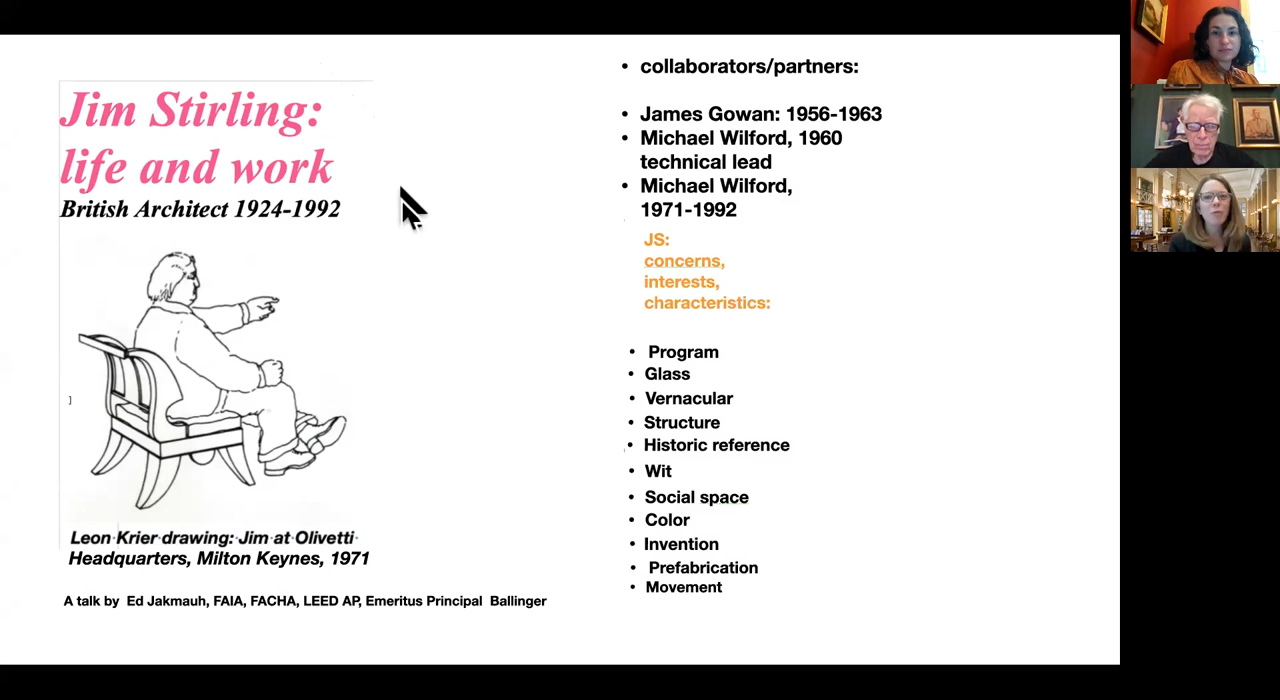 Jim Stirling:
life and work
British Architect 1924-1992
]
Leon Krier drawing: Jim at Olivetti
Headquarters, Milton Keynes, 1971
A talk by Ed Jakmauh, FAIA, FACHA, LEED AP, Emeritus Principal Ballinger
• collaborators/partners:
• James Gowan: 1956-1963
• Michael Wilford, 1960
technical lead
• Michael Wilford,
1971-1992
JS:
concerns,
interests,
characteristics:
• Program
• Glass
• Vernacular
• Structure
• Historic reference
• Wit
• Social space
• Color
• Invention
• Prefabrication
• Movement